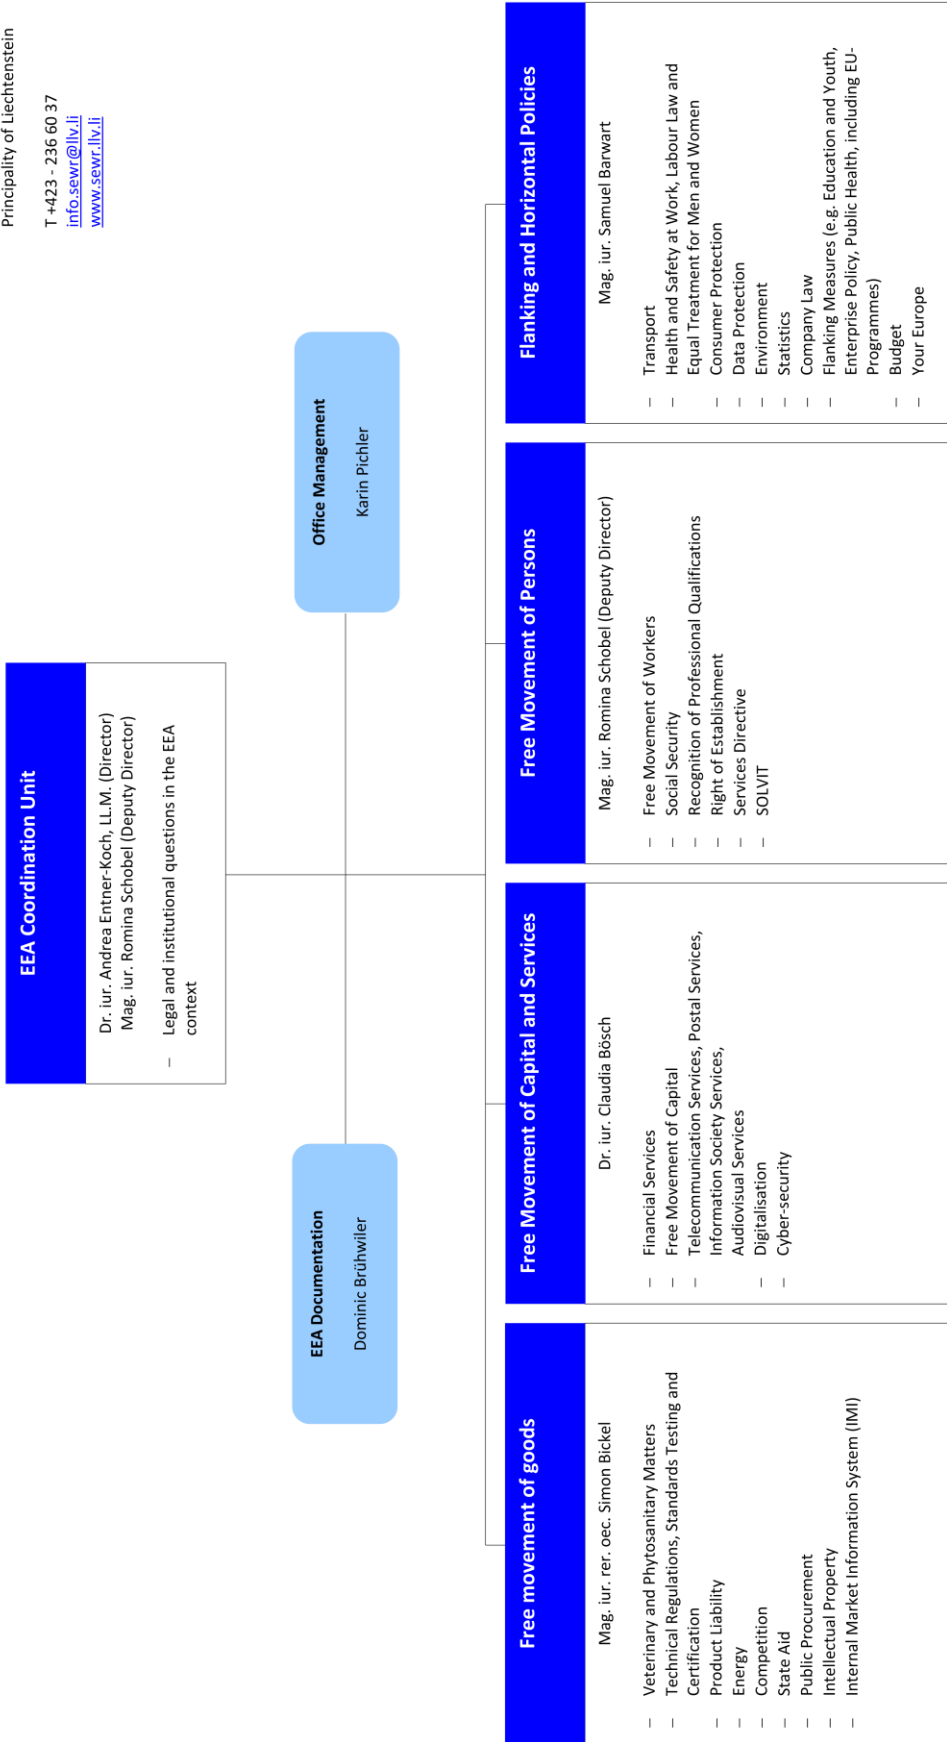 Principality of Liechtenstein
T +423 - 236 60 37
info.sewr@llv.li
www.sewr.llv.li
EEA Coordination Unit
Dr. iur. Andrea Entner-Koch, LL.M. (Director)
Mag. iur. Romina Schobel (Deputy Director)
– Legal and institutional questions in the EEA
context
EEA Documentation
Dominic Brühwiler
Office Management
Karin Pichler
Free movement of goods
Mag. iur. rer. oec. Simon Bickel
– Veterinary and Phytosanitary Matters
– Technical Regulations, Standards Testing and
Certification
– Product Liability
– Energy
– Competition
– State Aid
– Public Procurement
– Intellectual Property
– Internal Market Information System (IMI)
Free Movement of Capital and Services
Dr. iur. Claudia Bösch
– Financial Services
– Free Movement of Capital
– Telecommunication Services, Postal Services,
Information Society Services,
Audiovisual Services
– Digitalisation
– Cyber-security
Free Movement of Persons
Mag. iur. Romina Schobel (Deputy Director)
– Free Movement of Workers
– Social Security
– Recognition of Professional Qualifications
– Right of Establishment
– Services Directive
– SOLVIT
Flanking and Horizontal Policies
Mag. iur. Samuel Barwart
– Transport
– Health and Safety at Work, Labour Law and
Equal Treatment for Men and Women
– Consumer Protection
– Data Protection
– Environment
– Statistics
– Company Law
– Flanking Measures (e.g. Education and Youth,
Enterprise Policy, Public Health, including EU-
Programmes)
– Budget
– Your Europe